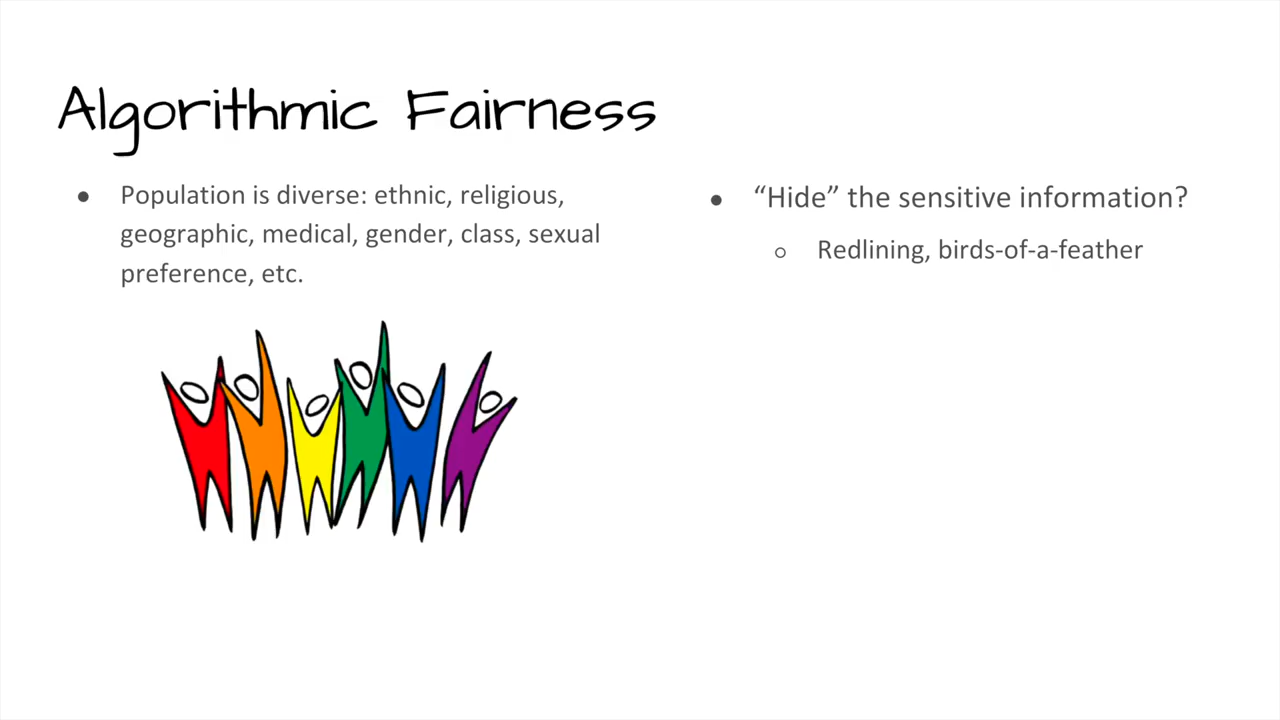 Algorithmic Fairness
● Population is diverse: ethnic, religious,
geographic, medical, gender, class, sexual
preference, etc.
● “Hide” the sensitive information?
○ Redlining, birds-of-a-feather